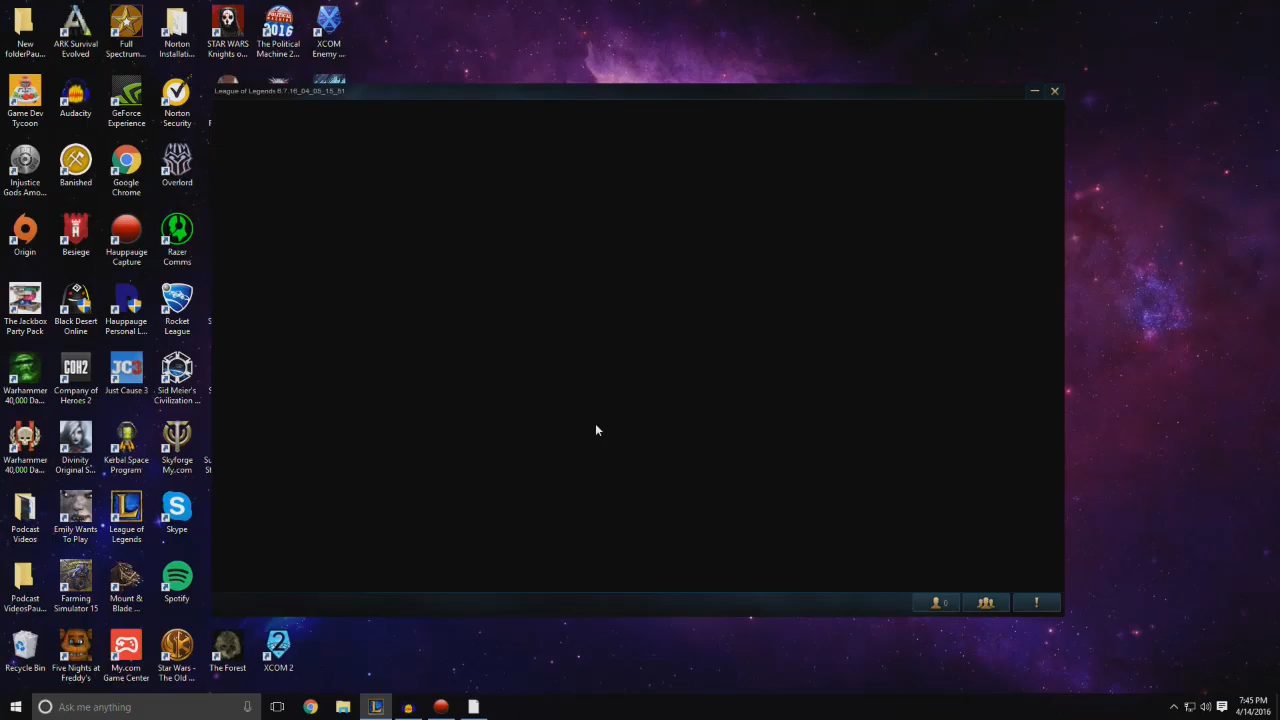 New
folderPau...
ARK Survival
Evolved
Full
Spectrum...
Norton
Installati...
STAR WARS
Knights o...
The Political
Machine 2...
XCOM
Enemy ...
League of Legends 6.7.16_04_05_15_51
Game Dev
Tycoon
Audacity
GeForce
Experience
Norton
Security
Injustice
Gods Amo...
Banished
Google
Chrome
Overlord
Origin
Besiege
Hauppauge
Capture
Razer
Comms
The Jackbox
Party Pack
Black Desert
Online
Hauppauge
Personal L...
Rocket
League
Warhammer
40,000 Da...
COH2
Company of
Heroes 2
JC3
Just Cause 3
Sid Meier's
Civilization ...
Warhammer
40,000 Da...
Divinity
Original S...
Kerbal Space
Program
Skyforge
My.com
Podcast
Videos
Emily Wants
To Play
League of
Legends
Skype
Podcast
VideosPau...
Farming
Simulator 15
Mount &
Blade ...
Spotify
0
Recycle Bin
Five Nights at
Freddy's
My.com
Game Center
Star Wars -
The Old ...
The Forest
XCOM 2
Ask me anything
7:45 PM
4/14/2016